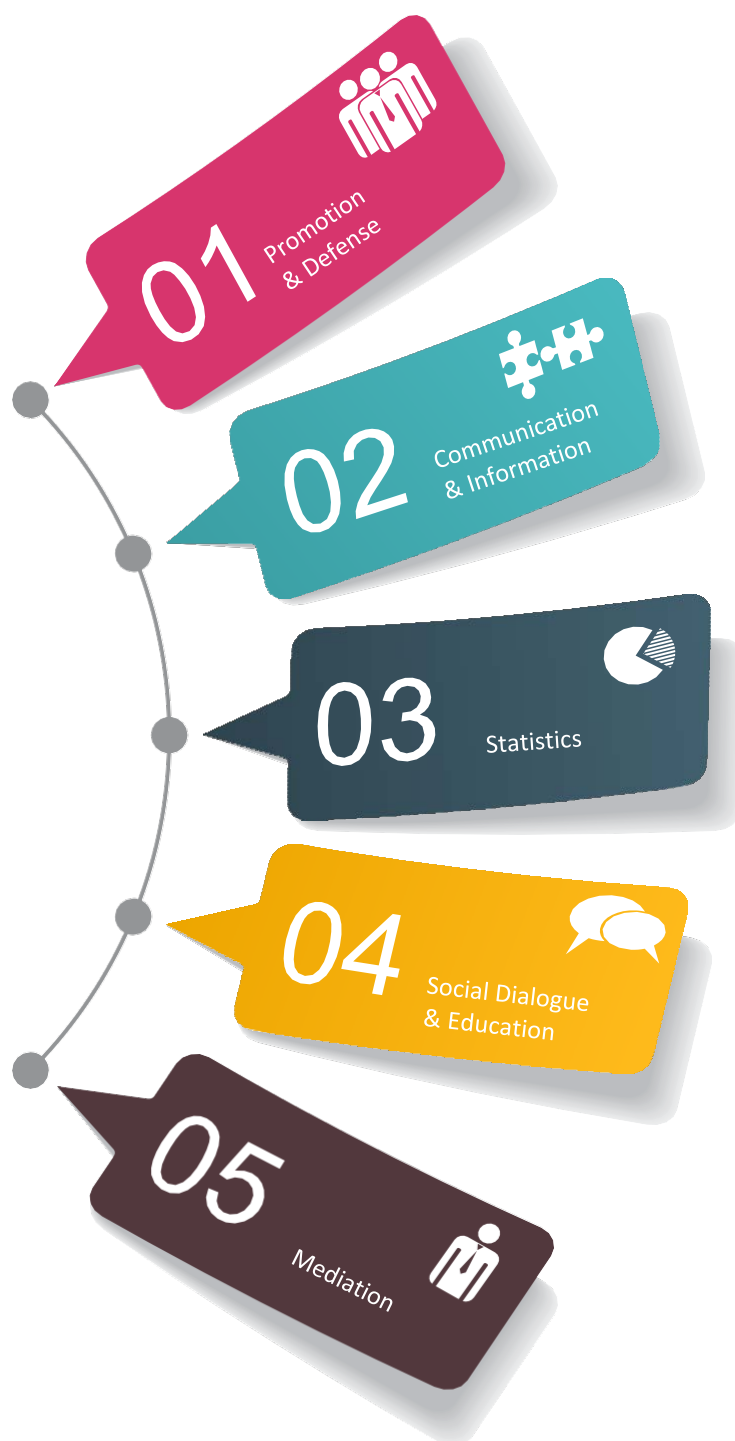 01
Promotion
& Defense
02
Communication
& Information
03
Statistics
04
Social Dialogue
& Education
05
Mediation